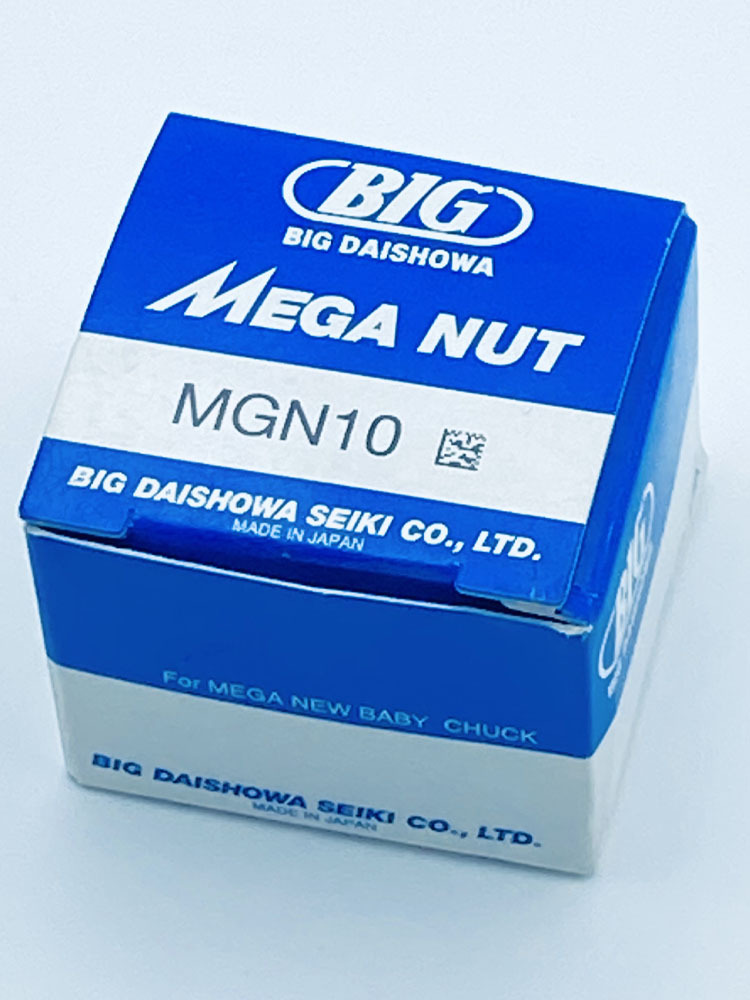 BIG
BIG DAISHOWA
MEGA NUT
MGN10
BIG DAISHOWA SEIKI CO., LTD.
MADE IN JAPAN
For MEGA NEW BABY CHUCK
BIG DAISHOWA SEIKI CO., LTD.
MADE IN JAPAN
BIG